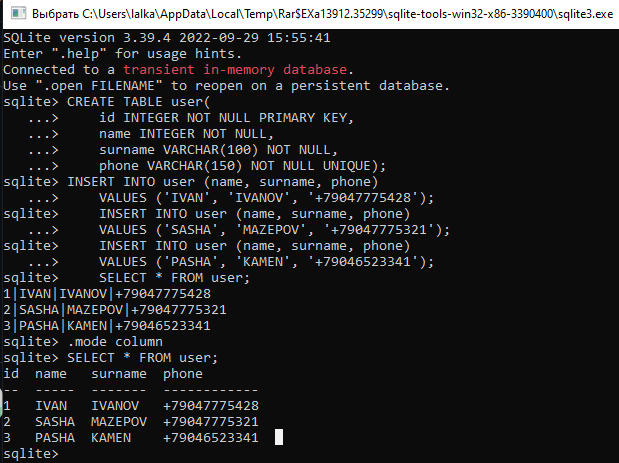 Выбрать C:\Users\lalka\AppData\Local\Temp\Rar$EXa13912.35299\sqlite-tools-win32-x86-3390400\sqlite3.exe
SQLite version 3.39.4 2022-09-29 15:55:41
Enter ".help" for usage hints.
Connected to a transient in-memory database.
Use ".open FILENAME" to reopen on a persistent database.
sqlite> CREATE TABLE user(
   ...>     id INTEGER NOT NULL PRIMARY KEY,
   ...>     name INTEGER NOT NULL,
   ...>     surname VARCHAR(100) NOT NULL,
   ...>     phone VARCHAR(150) NOT NULL UNIQUE);
sqlite> INSERT INTO user (name, surname, phone)
   ...>     VALUES ('IVAN', 'IVANOV', '+79047775428');
sqlite>     INSERT INTO user (name, surname, phone)
   ...>     VALUES ('SASHA', 'MAZEPOV', '+79047775321');
sqlite>     INSERT INTO user (name, surname, phone)
   ...>     VALUES ('PASHA', 'KAMEN', '+79046523341');
sqlite>     SELECT * FROM user;
1|IVAN|IVANOV|+79047775428
2|SASHA|MAZEPOV|+79047775321
3|PASHA|KAMEN|+79046523341
sqlite> .mode column
sqlite> SELECT * FROM user;
id  name   surname  phone
--  -----  -------  ------------
1   IVAN   IVANOV   +79047775428
2   SASHA  MAZEPOV  +79047775321
3   PASHA  KAMEN    +79046523341
sqlite>